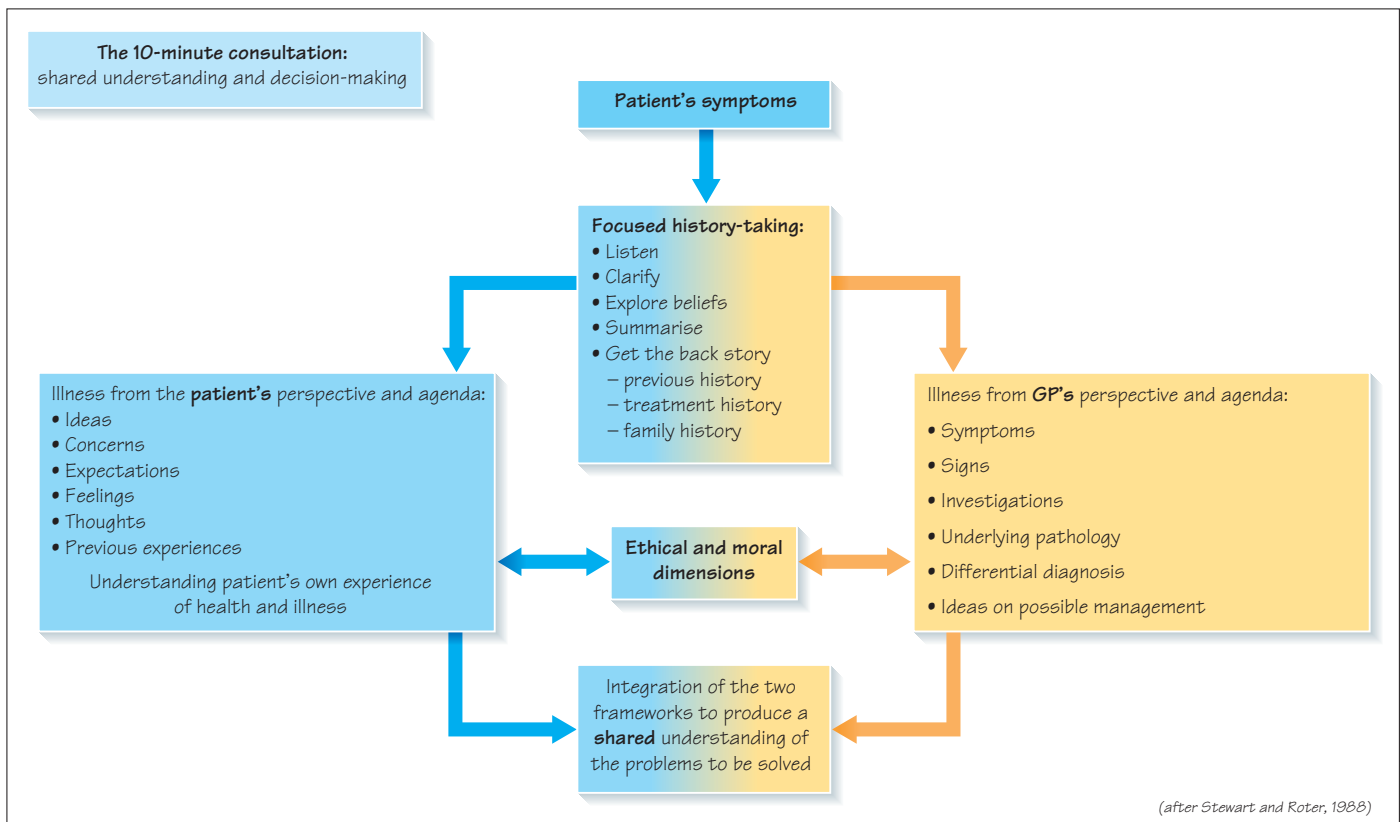 The 10-minute consultation:
shared understanding and decision-making
Patient's symptoms
Focused history-taking:
• Listen
• Clarify
• Explore beliefs
• Summarise
• Get the back story
– previous history
– treatment history
– family history
Illness from the patient's perspective and agenda:
• Ideas
• Concerns
• Expectations
• Feelings
• Thoughts
• Previous experiences
Understanding patient's own experience
of health and illness
Illness from GP's perspective and agenda:
• Symptoms
• Signs
• Investigations
• Underlying pathology
• Differential diagnosis
• Ideas on possible management
Ethical and moral
dimensions
Integration of the two
frameworks to produce a
shared understanding of
the problems to be solved
(after Stewart and Roter, 1988)